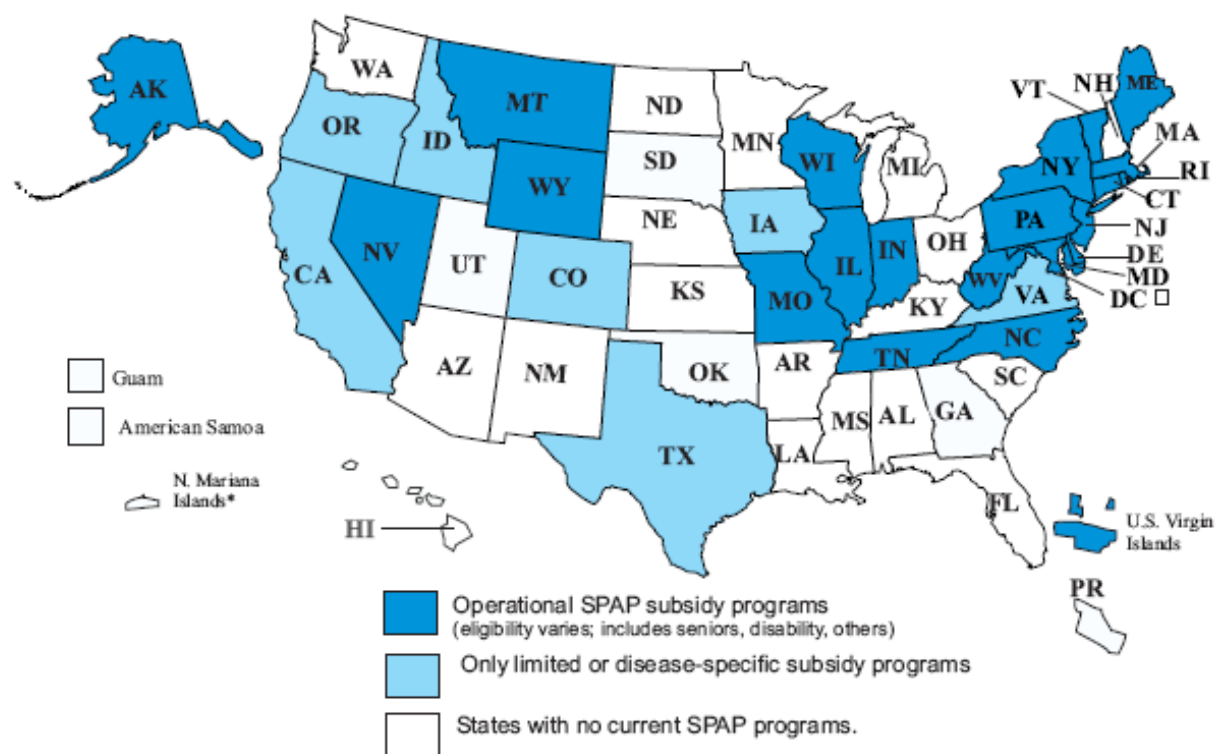 AK
WA
OR
ID
MT
ND
MN
SD
WY
WI
MI
VT
NH
ME
MA
NY
RI
CT
PA
NJ
DE
MD
DC
NV
UT
CA
CO
NE
IA
IL
IN
OH
WV
VA
KS
MO
KY
NC
TN
AZ
NM
OK
AR
SC
MS
AL
GA
TX
LA
FL
Guam
American Samoa
N. Mariana
Islands*
HI
U.S. Virgin
Islands
PR
Operational SPAP subsidy programs
(eligibility varies; includes seniors, disability, others)
Only limited or disease-specific subsidy programs
States with no current SPAP programs.